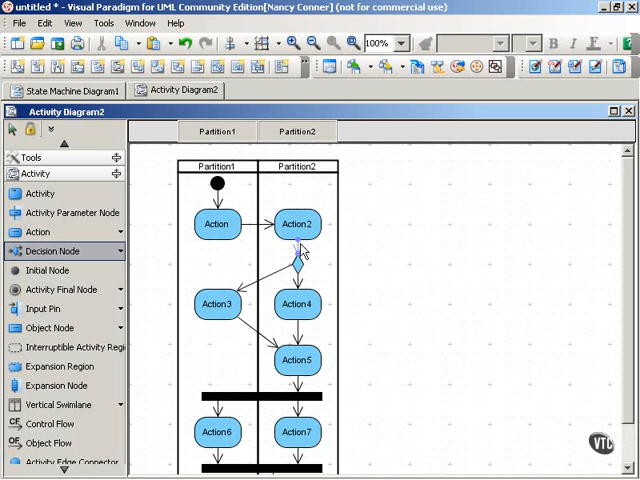 untitled * - Visual Paradigm for UML Community Edition[Nancy Conner] (not for commercial use)
File Edit View Tools Window Help
100%
B I F
State Machine Diagram1 Activity Diagram2
Activity Diagram2
Partition1 Partition2
Tools
Activity
Activity
Activity Parameter Node
Action
Decision Node
Initial Node
Activity Final Node
Input Pin
Object Node
Interruptible Activity Regi
Expansion Region
Expansion Node
Vertical Swimlane
CF Control Flow
OF Object Flow
Activity Edge Connector
Partition1 Partition2
Action Action2
Action3 Action4
Action5
Action6 Action7
VTC